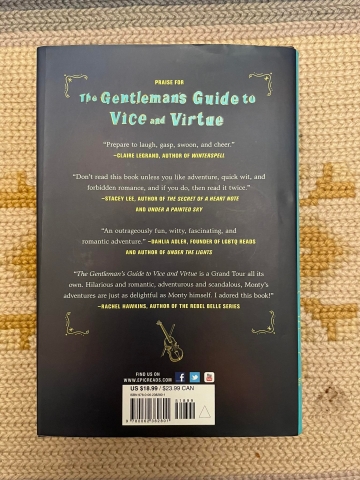 PRAISE FOR
The Gentleman's Guide to
Vice and Virtue
"Prepare to laugh, gasp, swoon, and cheer."
—CLAIRE LEGRAND, AUTHOR OF WINTERSPELL
"Don't read this book unless you like adventure, quick wit, and
forbidden romance, and if you do, then read it twice."
—STACEY LEE, AUTHOR OF THE SECRET OF A HEART NOTE
AND UNDER A PAINTED SKY
"An outrageously fun, witty, fascinating, and
romantic adventure." —DAHLIA ADLER, FOUNDER OF LGBTQ READS
AND AUTHOR OF UNDER THE LIGHTS
"The Gentleman's Guide to Vice and Virtue is a Grand Tour all its
own. Hilarious and romantic, adventurous and scandalous, Monty's
adventures are just as delightful as Monty himself. I adored this book!"
—RACHEL HAWKINS, AUTHOR OF THE REBEL BELLE SERIES
FIND US ON
WWW.EPICREADS.COM
US $18.99 / $23.99 CAN